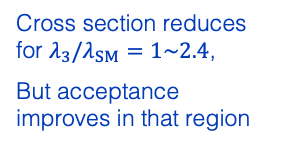 Cross section reduces
for λ₃/λSM = 1~2.4,
But acceptance
improves in that region